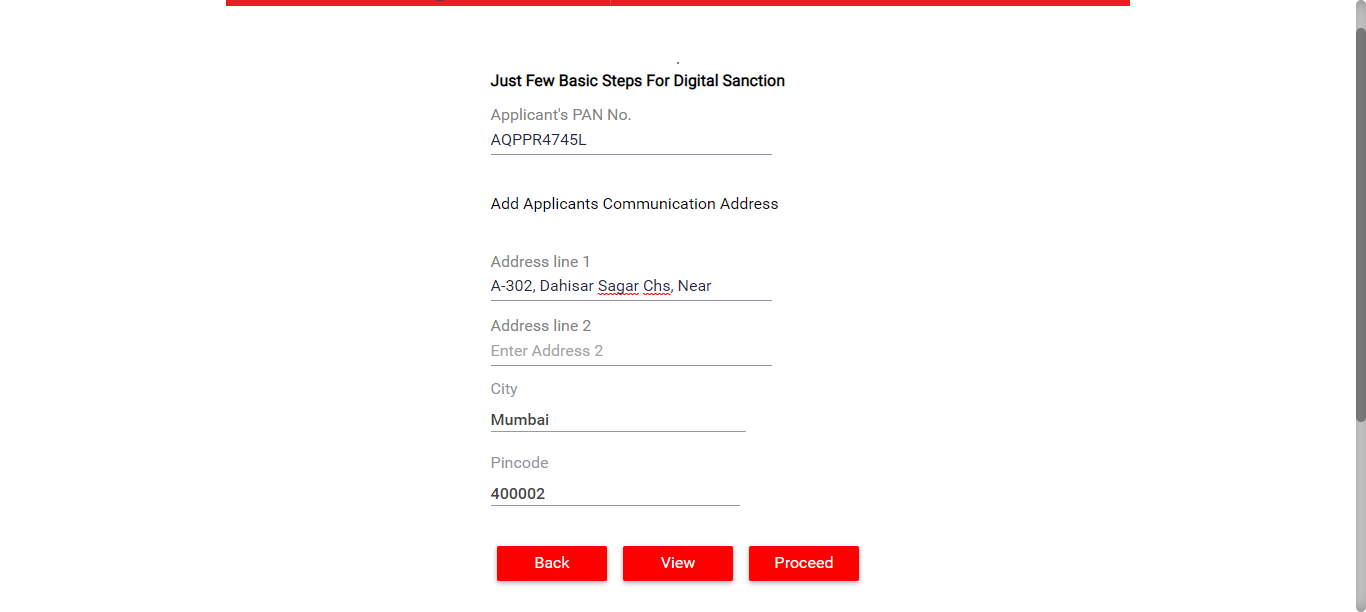 Just Few Basic Steps For Digital Sanction
Applicant's PAN No.
AQPPR4745L
Add Applicants Communication Address
Address line 1
A-302, Dahisar Sagar Chs, Near
Address line 2
Enter Address 2
City
Mumbai
Pincode
400002
Back View Proceed